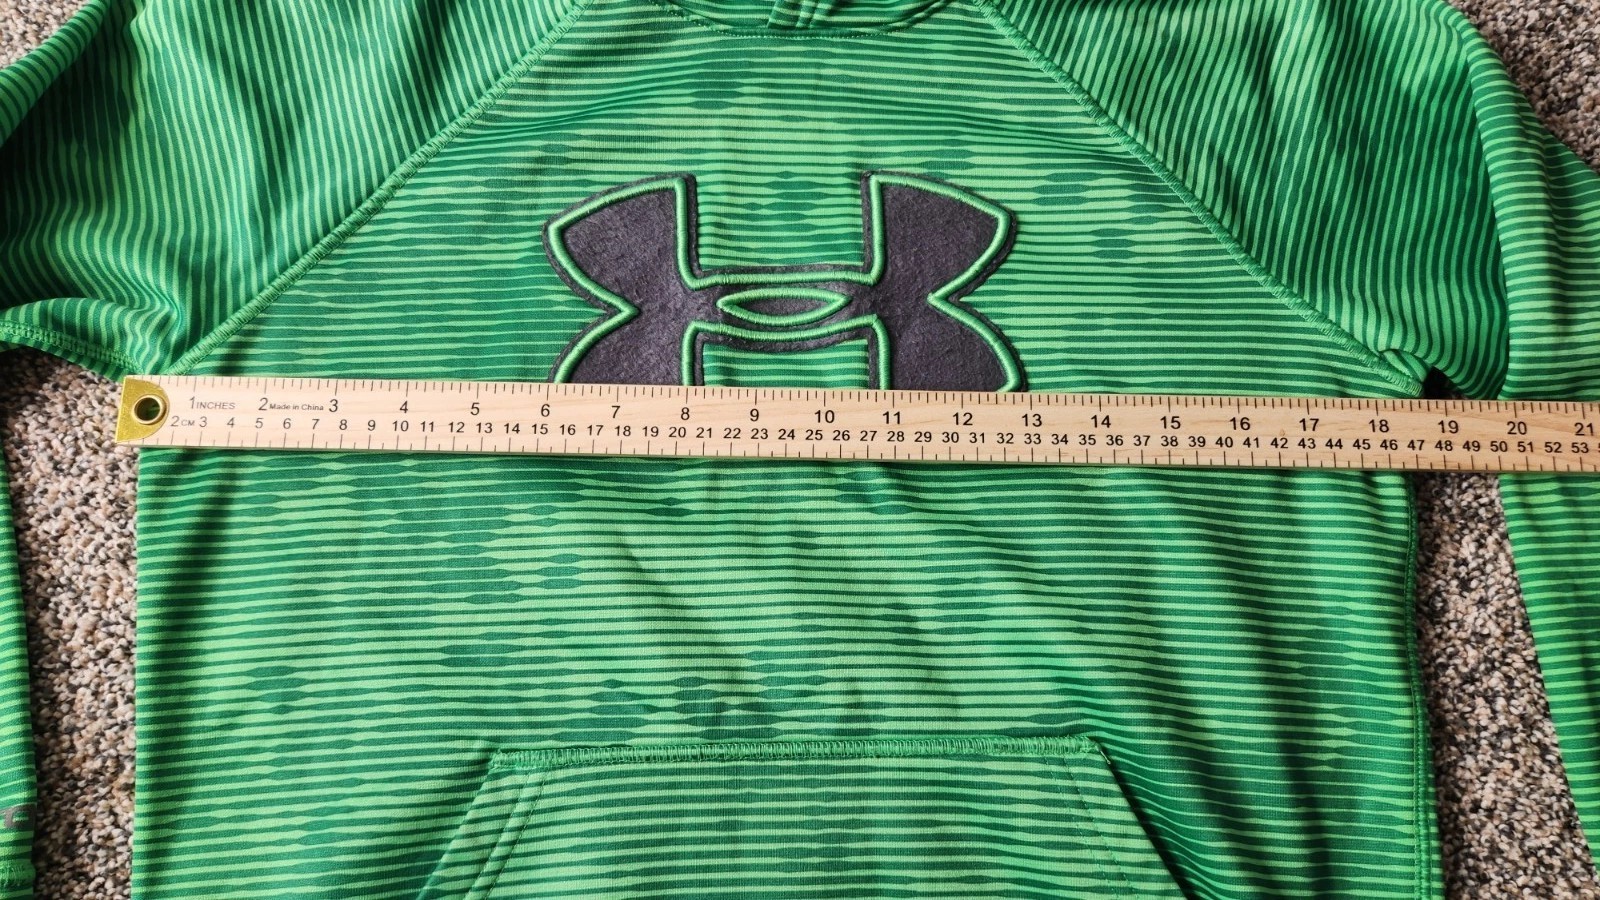 1 INCHES 2 Made in China 3 4 5 6 7 8 9 10 11 12 13 14 15 16 17 18 19 20 21
2 CM 3 4 5 6 7 8 9 10 11 12 13 14 15 16 17 18 19 20 21 22 23 24 25 26 27 28 29 30 31 32 33 34 35 36 37 38 39 40 41 42 43 44 45 46 47 48 49 50 51 52 53